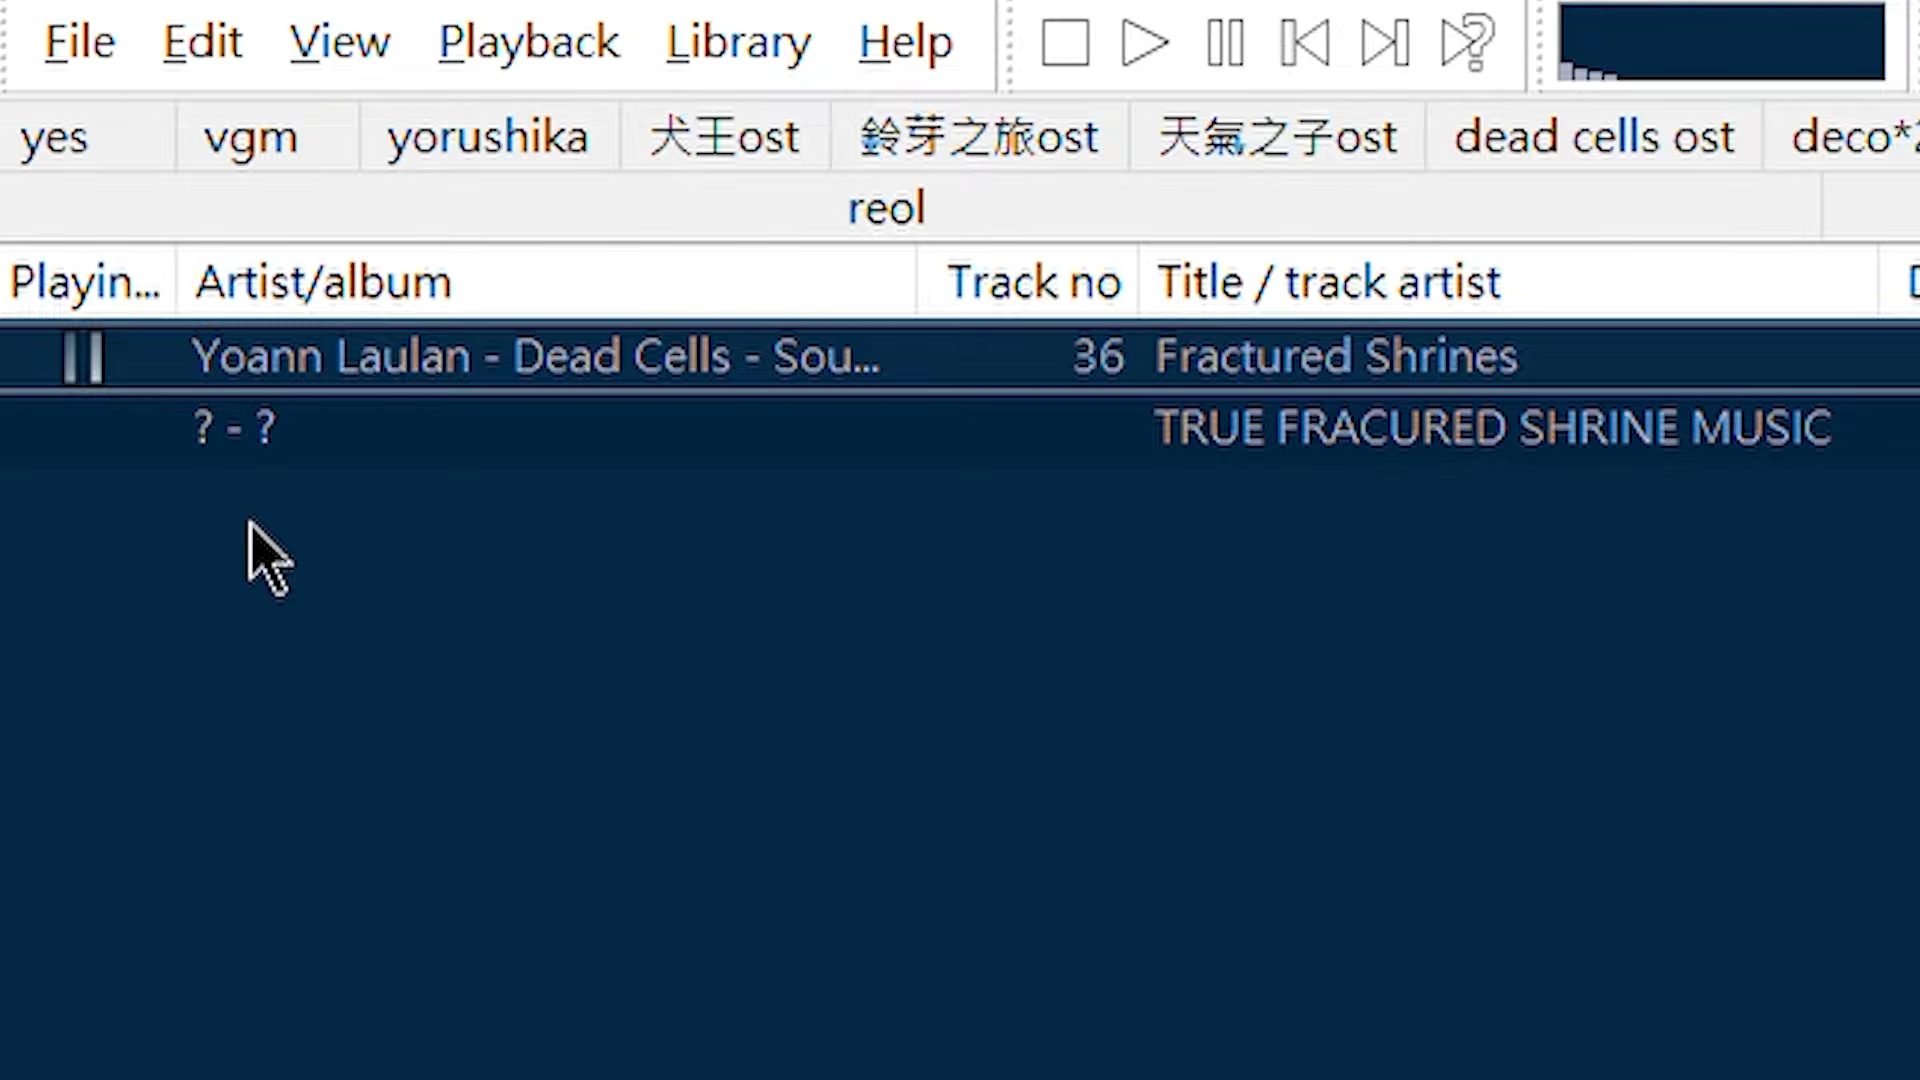 File Edit View Playback Library Help
yes vgm yorushika 犬王ost 鈴芽之旅ost 天氣之子ost dead cells ost deco*
reol
Playin... Artist/album Track no Title / track artist
Yoann Laulan - Dead Cells - Sou... 36 Fractured Shrines
? - ? TRUE FRACURED SHRINE MUSIC